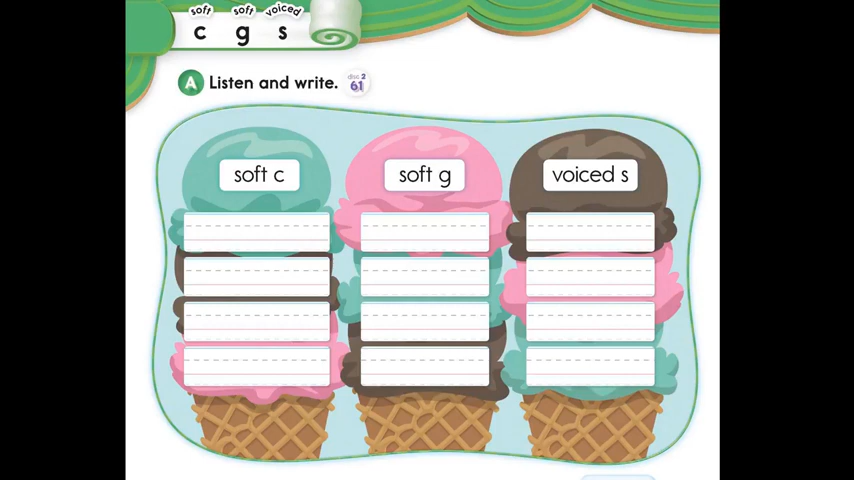 soft soft voiced
c g s
A Listen and write. disc 2 61
soft c soft g voiced s